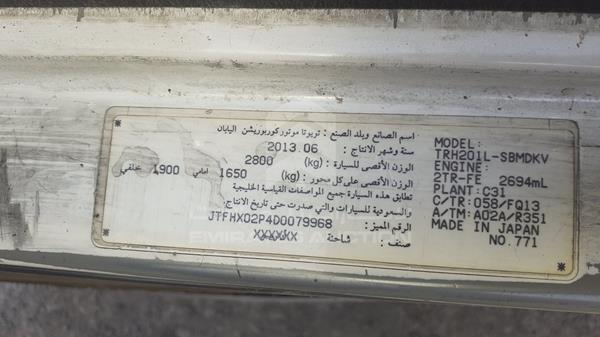 اسم الصانع وبلد الصنع : تويوتا موتور كوربوريشن اليابان
سنة وشهر الانتاج : 2013.06
الوزن الأقصى للسيارة : (kg) 2800
الوزن الأقصى على كل محور : (kg) 1650 امامي 1900 خلفي
تطابق هذه السيارة جميع المواصفات القياسية الخليجية
والسعودية للسيارات والتي صدرت حتى تاريخ الانتاج.
الرقم المميز : JTFHX02P4D0079968
صنف : شاحنة XXXXXX
MODEL:
TRH201L-SBMDKV
ENGINE:
2TR-FE 2694mL
PLANT: C31
C/TR: 058/FQ13
A/TM: A02A/R351
MADE IN JAPAN
NO.771
EMIRATES AUCTION